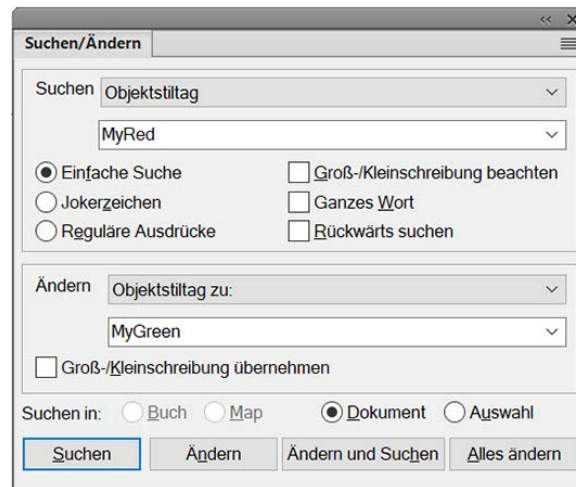 Suchen/Ändern
Suchen Objektstiltag
MyRed
Einfache Suche Groß-/Kleinschreibung beachten
Jokerzeichen Ganzes Wort
Reguläre Ausdrücke Rückwärts suchen
Ändern Objektstiltag zu:
MyGreen
Groß-/Kleinschreibung übernehmen
Suchen in: Buch Map Dokument Auswahl
Suchen Ändern Ändern und Suchen Alles ändern